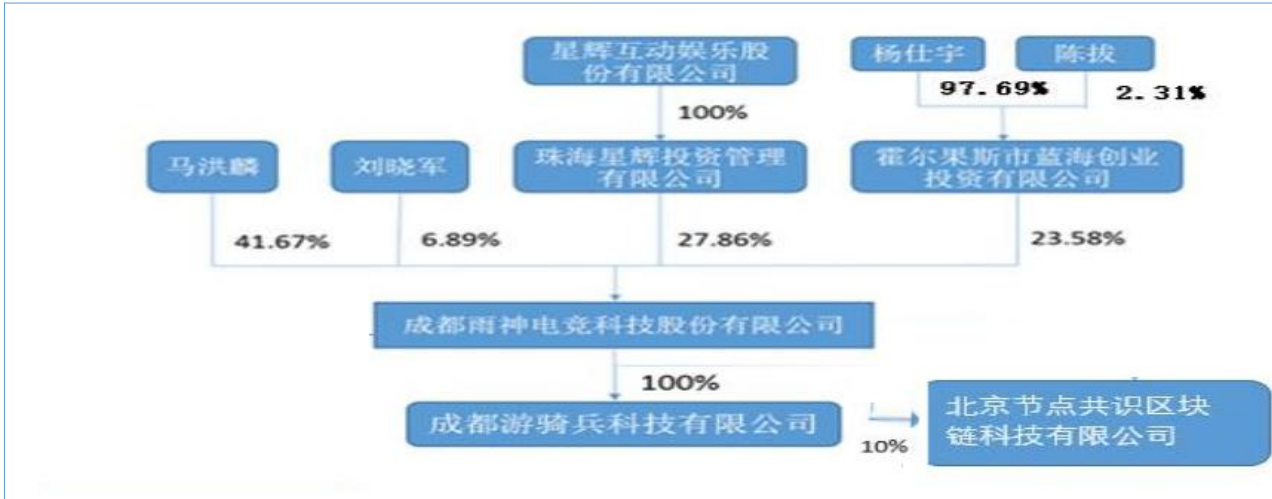 星辉互动娱乐股
份有限公司
杨仕宇
陈拔
97.69%
2.31%
100%
马洪麟
刘晓军
珠海星辉投资管理
有限公司
霍尔果斯市蓝海创业
投资有限公司
41.67%
6.89%
27.86%
23.58%
成都雨神电竞科技股份有限公司
100%
成都游骑兵科技有限公司
10%
北京节点共识区块
链科技有限公司